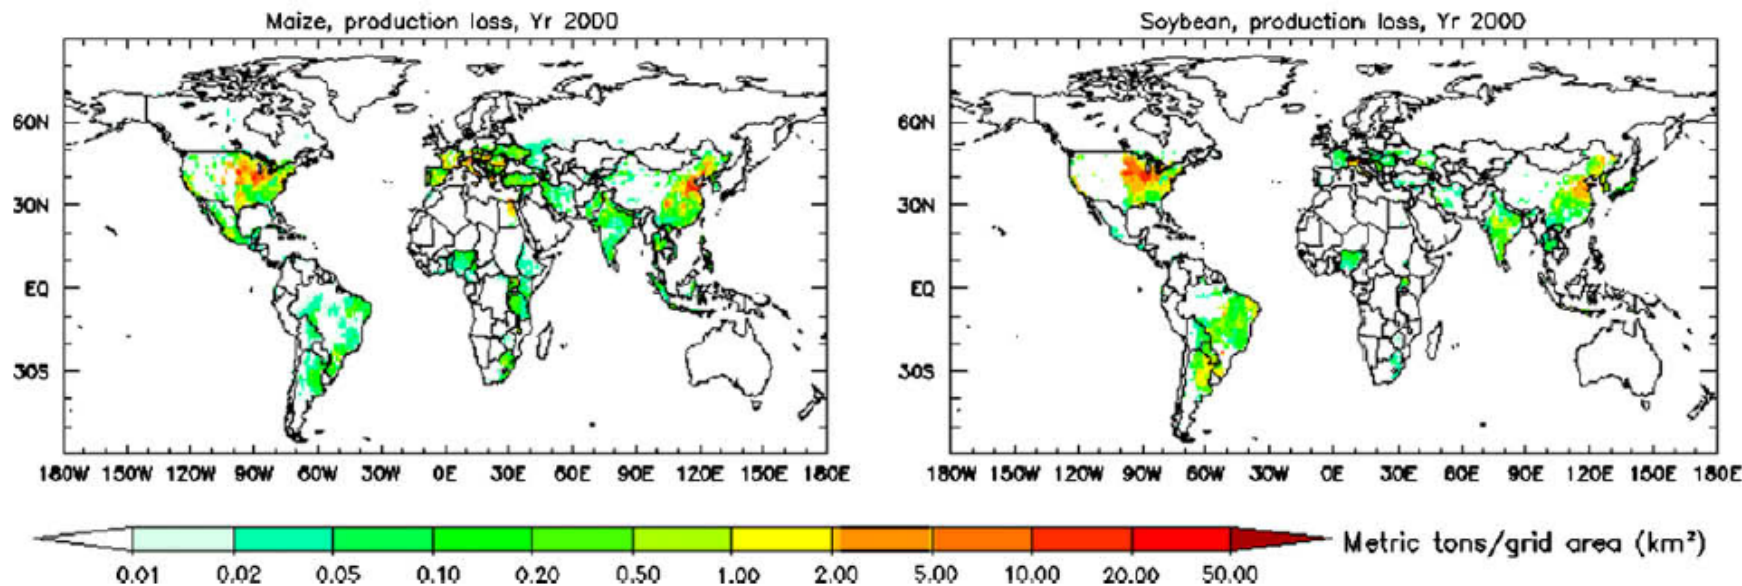 Maize, production loss, Yr 2000
Soybean, production loss, Yr 2000
60N
30N
EQ
30S
60N
30N
EQ
30S
180W 150W 120W 90W 60W 30W 0E 30E 60E 90E 120E 150E 180E
180W 150W 120W 90W 60W 30W 0E 30E 60E 90E 120E 150E 180E
Metric tons/grid area (km²)
0.01 0.02 0.05 0.10 0.20 0.50 1.00 2.00 5.00 10.00 20.00 50.00